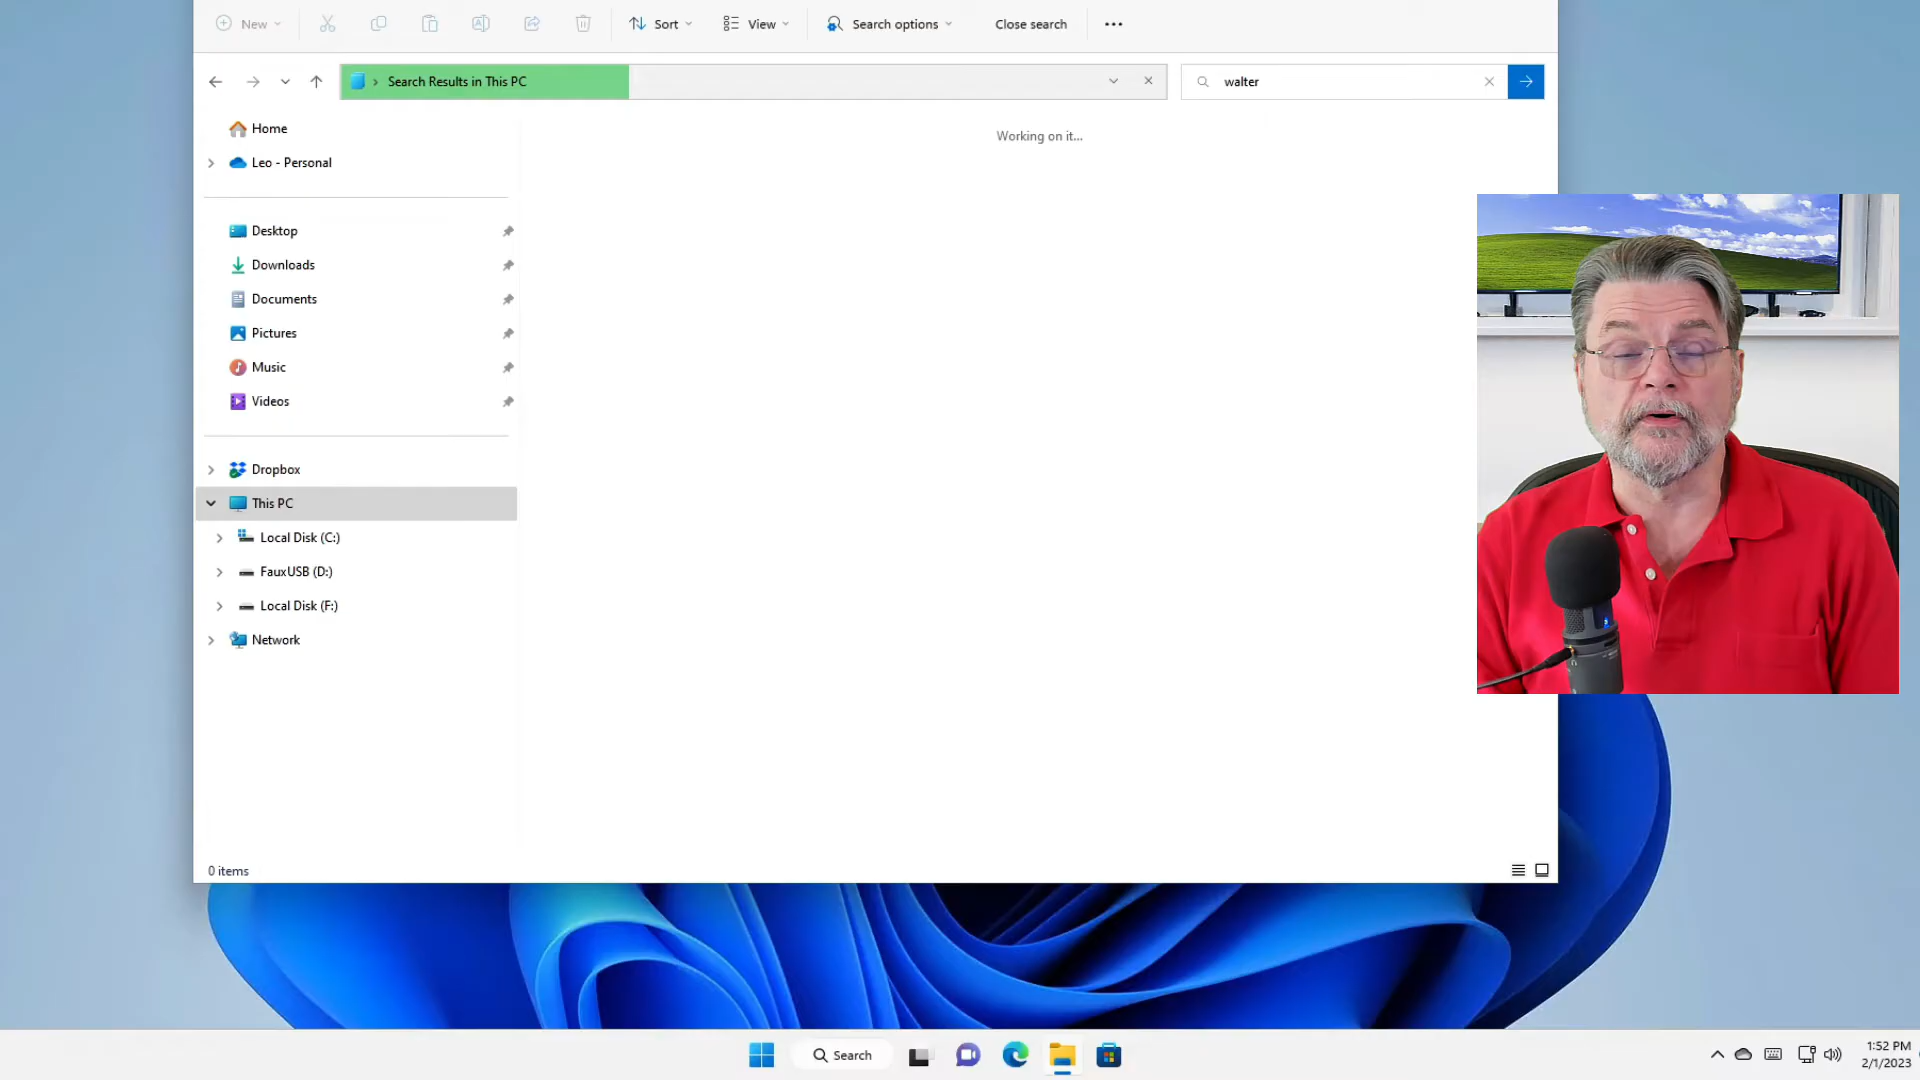 New
Sort
View
Search options
Close search
Search Results in This PC
walter
Working on it...
Home
Leo - Personal
Desktop
Downloads
Documents
Pictures
Music
Videos
Dropbox
This PC
Local Disk (C:)
FauxUSB (D:)
Local Disk (F:)
Network
0 items
Search
1:52 PM
2/1/2023